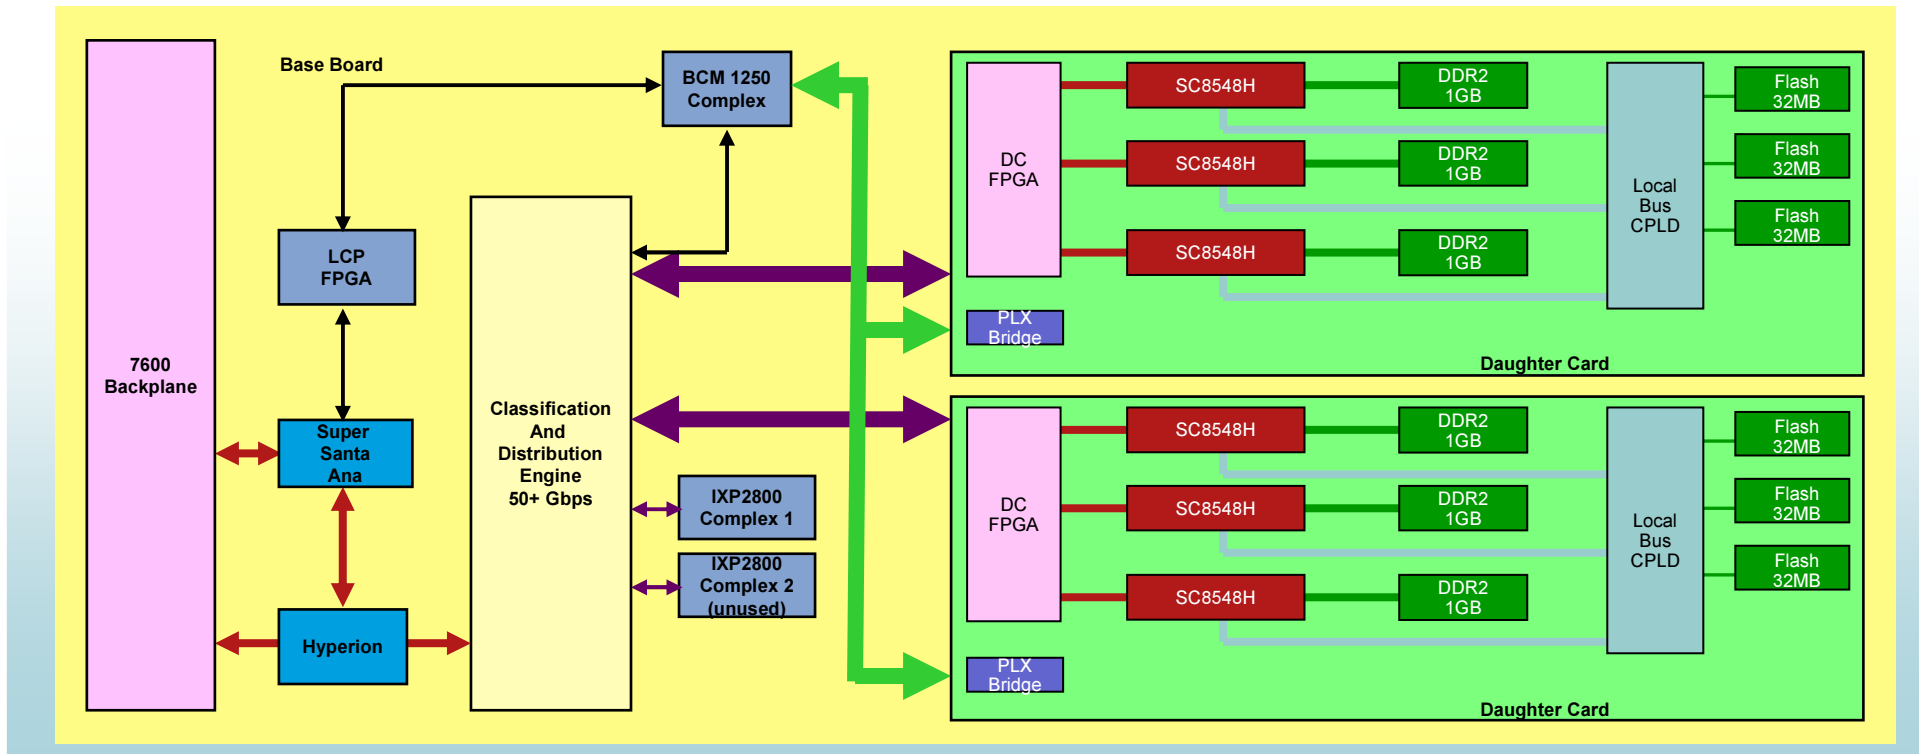 Base Board
7600
Backplane
BCM 1250
Complex
LCP
FPGA
Super
Santa
Ana
Hyperion
Classification
And
Distribution
Engine
50+ Gbps
IXP2800
Complex 1
IXP2800
Complex 2
(unused)
DC
FPGA
SC8548H
DDR2
1GB
SC8548H
DDR2
1GB
SC8548H
DDR2
1GB
Local
Bus
CPLD
Flash
32MB
Flash
32MB
Flash
32MB
PLX
Bridge
Daughter Card
DC
FPGA
SC8548H
DDR2
1GB
SC8548H
DDR2
1GB
SC8548H
DDR2
1GB
Local
Bus
CPLD
Flash
32MB
Flash
32MB
Flash
32MB
PLX
Bridge
Daughter Card